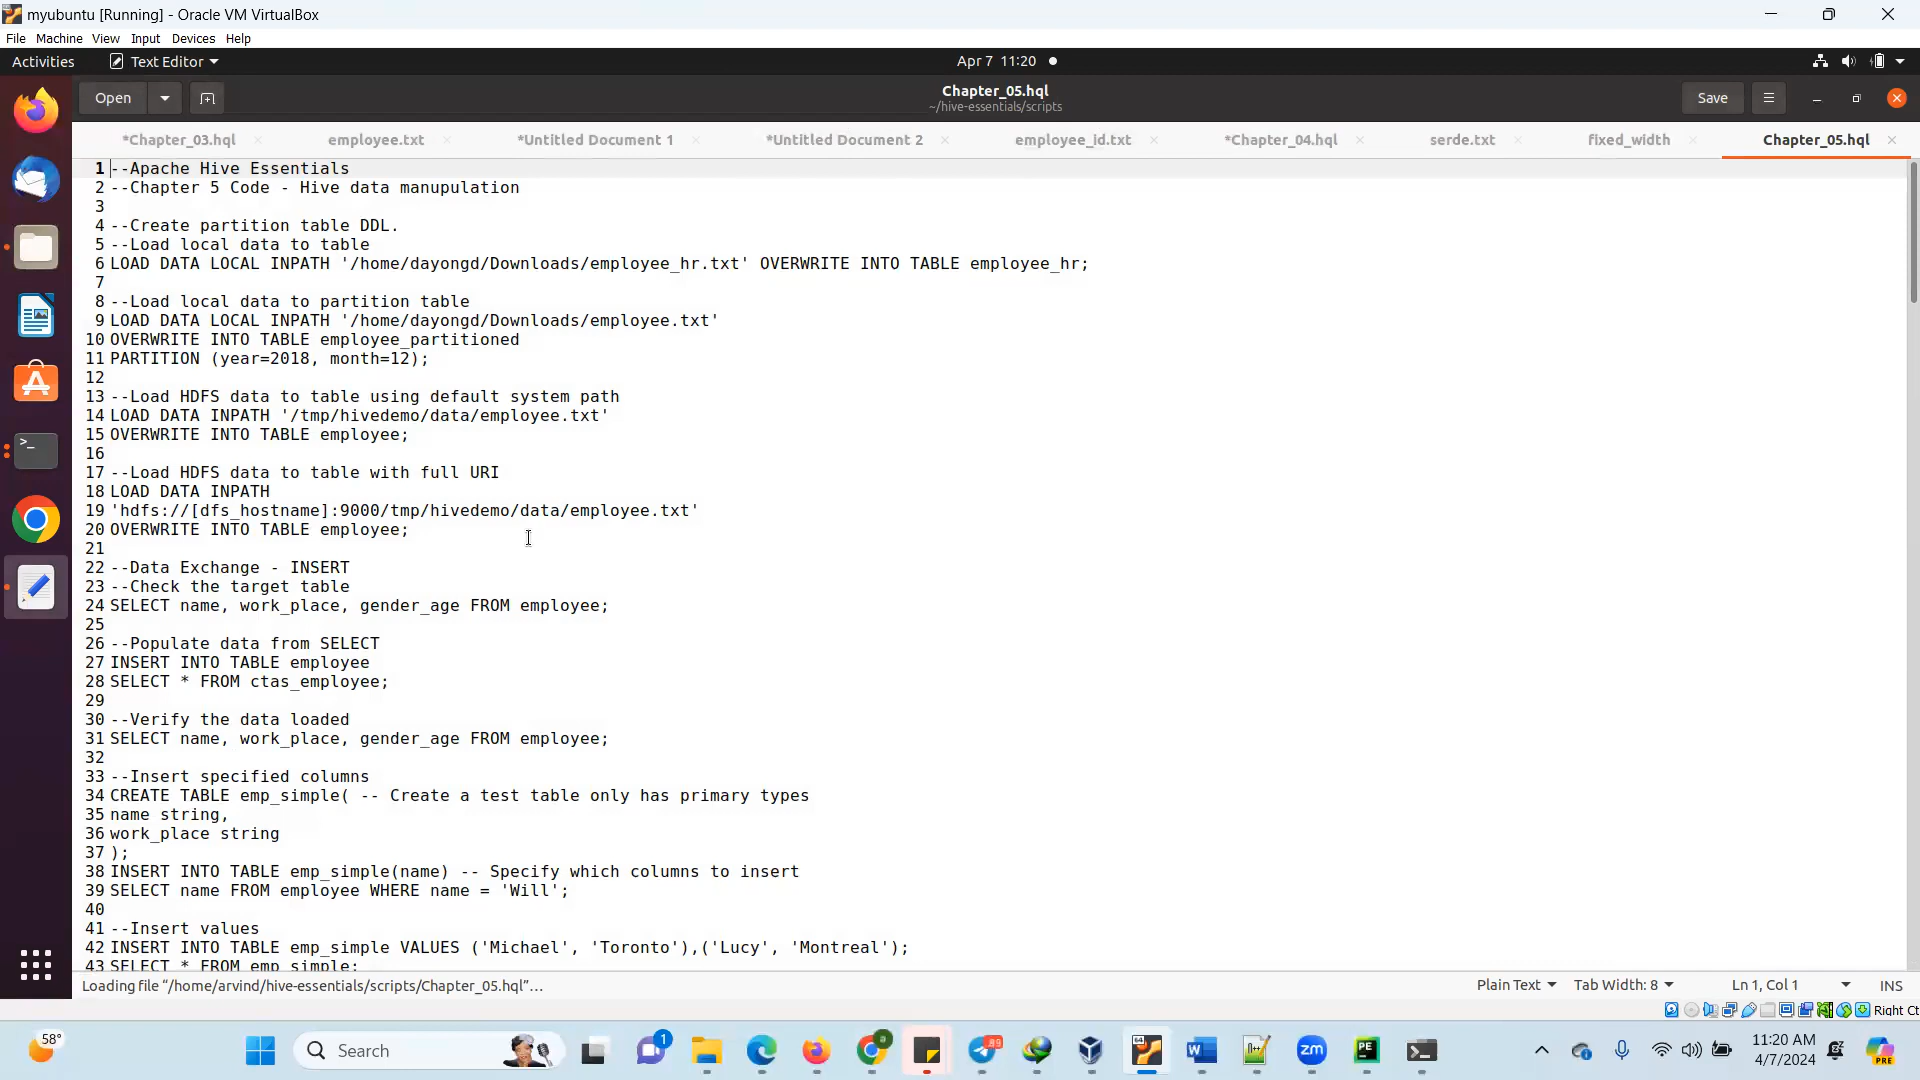 myubuntu [Running] - Oracle VM VirtualBox
File Machine View Input Devices Help
Activities Text Editor Apr 7 11:20
Open Chapter_05.hql Save
~/hive-essentials/scripts
*Chapter_03.hql employee.txt *Untitled Document 1 *Untitled Document 2 employee_id.txt *Chapter_04.hql serde.txt fixed_width Chapter_05.hql
1 --Apache Hive Essentials
2 --Chapter 5 Code - Hive data manupulation
3
4 --Create partition table DDL.
5 --Load local data to table
6 LOAD DATA LOCAL INPATH '/home/dayongd/Downloads/employee_hr.txt' OVERWRITE INTO TABLE employee_hr;
7
8 --Load local data to partition table
9 LOAD DATA LOCAL INPATH '/home/dayongd/Downloads/employee.txt'
10 OVERWRITE INTO TABLE employee_partitioned
11 PARTITION (year=2018, month=12);
12
13 --Load HDFS data to table using default system path
14 LOAD DATA INPATH '/tmp/hivedemo/data/employee.txt'
15 OVERWRITE INTO TABLE employee;
16
17 --Load HDFS data to table with full URI
18 LOAD DATA INPATH
19 'hdfs://[dfs_hostname]:9000/tmp/hivedemo/data/employee.txt'
20 OVERWRITE INTO TABLE employee;
21
22 --Data Exchange - INSERT
23 --Check the target table
24 SELECT name, work_place, gender_age FROM employee;
25
26 --Populate data from SELECT
27 INSERT INTO TABLE employee
28 SELECT * FROM ctas_employee;
29
30 --Verify the data loaded
31 SELECT name, work_place, gender_age FROM employee;
32
33 --Insert specified columns
34 CREATE TABLE emp_simple( -- Create a test table only has primary types
35 name string,
36 work_place string
37 );
38 INSERT INTO TABLE emp_simple(name) -- Specify which columns to insert
39 SELECT name FROM employee WHERE name = 'Will';
40
41 --Insert values
42 INSERT INTO TABLE emp_simple VALUES ('Michael', 'Toronto'),('Lucy', 'Montreal');
43 SELECT * FROM emp_simple;
Loading file “/home/arvind/hive-essentials/scripts/Chapter_05.hql”... Plain Text Tab Width: 8 Ln 1, Col 1 INS
Right Ct
58° Search 1 89 11:20 AM
4/7/2024 PRE